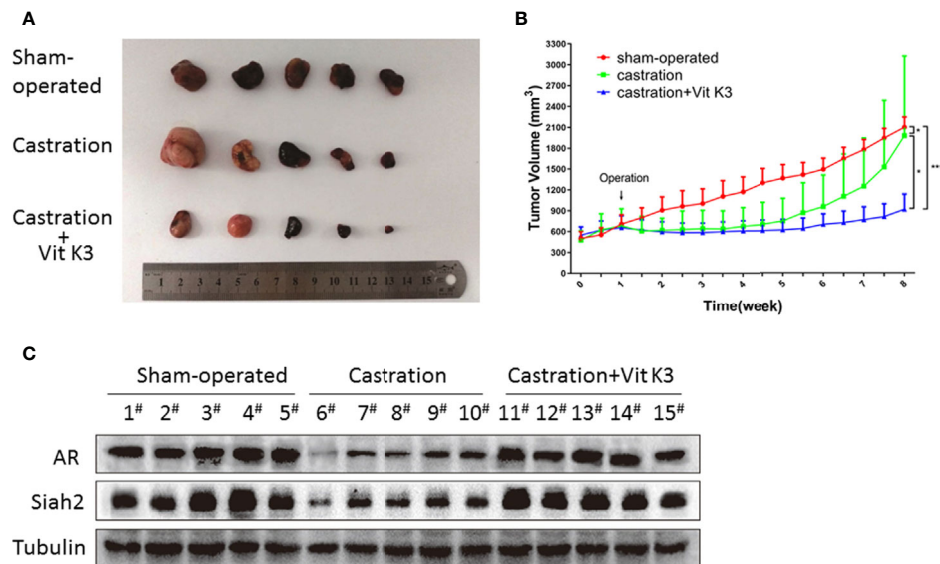 A
Sham-
operated
Castration
Castration
+
Vit K3
1 2 3 4 5 6 7 8 9 10 11 12 13 14 15
B
Tumor Volume (mm3)
3300
3000
2700
2400
2100
1800
1500
1200
900
600
300
sham-operated
castration
castration+Vit K3
Operation
*
*
**
0 1 2 3 4 5 6 7 8
Time(week)
C
Sham-operated Castration Castration+Vit K3
1# 2# 3# 4# 5# 6# 7# 8# 9# 10# 11# 12# 13# 14# 15#
AR
Siah2
Tubulin